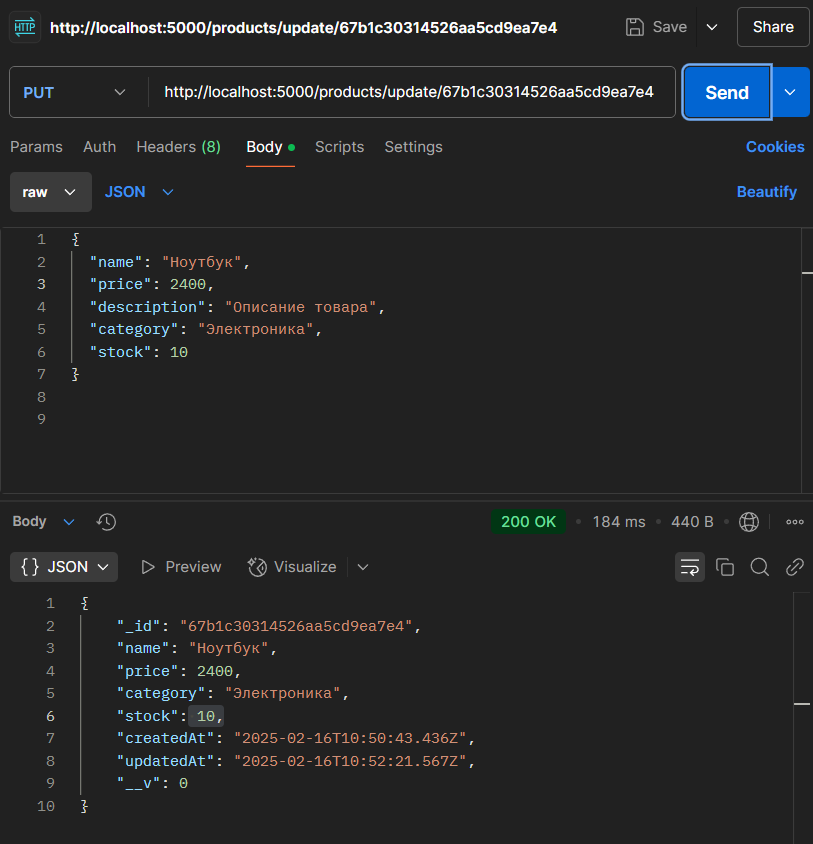 HTTP http://localhost:5000/products/update/67b1c30314526aa5cd9ea7e4 Save Share
PUT http://localhost:5000/products/update/67b1c30314526aa5cd9ea7e4 Send
Params Auth Headers (8) Body Scripts Settings Cookies
raw JSON Beautify
1 {
2 "name": "Ноутбук",
3 "price": 2400,
4 "description": "Описание товара",
5 "category": "Электроника",
6 "stock": 10
7 }
8
9
Body 200 OK • 184 ms • 440 B •
{} JSON Preview Visualize
1 {
2 "_id": "67b1c30314526aa5cd9ea7e4",
3 "name": "Ноутбук",
4 "price": 2400,
5 "category": "Электроника",
6 "stock": 10,
7 "createdAt": "2025-02-16T10:50:43.436Z",
8 "updatedAt": "2025-02-16T10:52:21.567Z",
9 "__v": 0
10 }